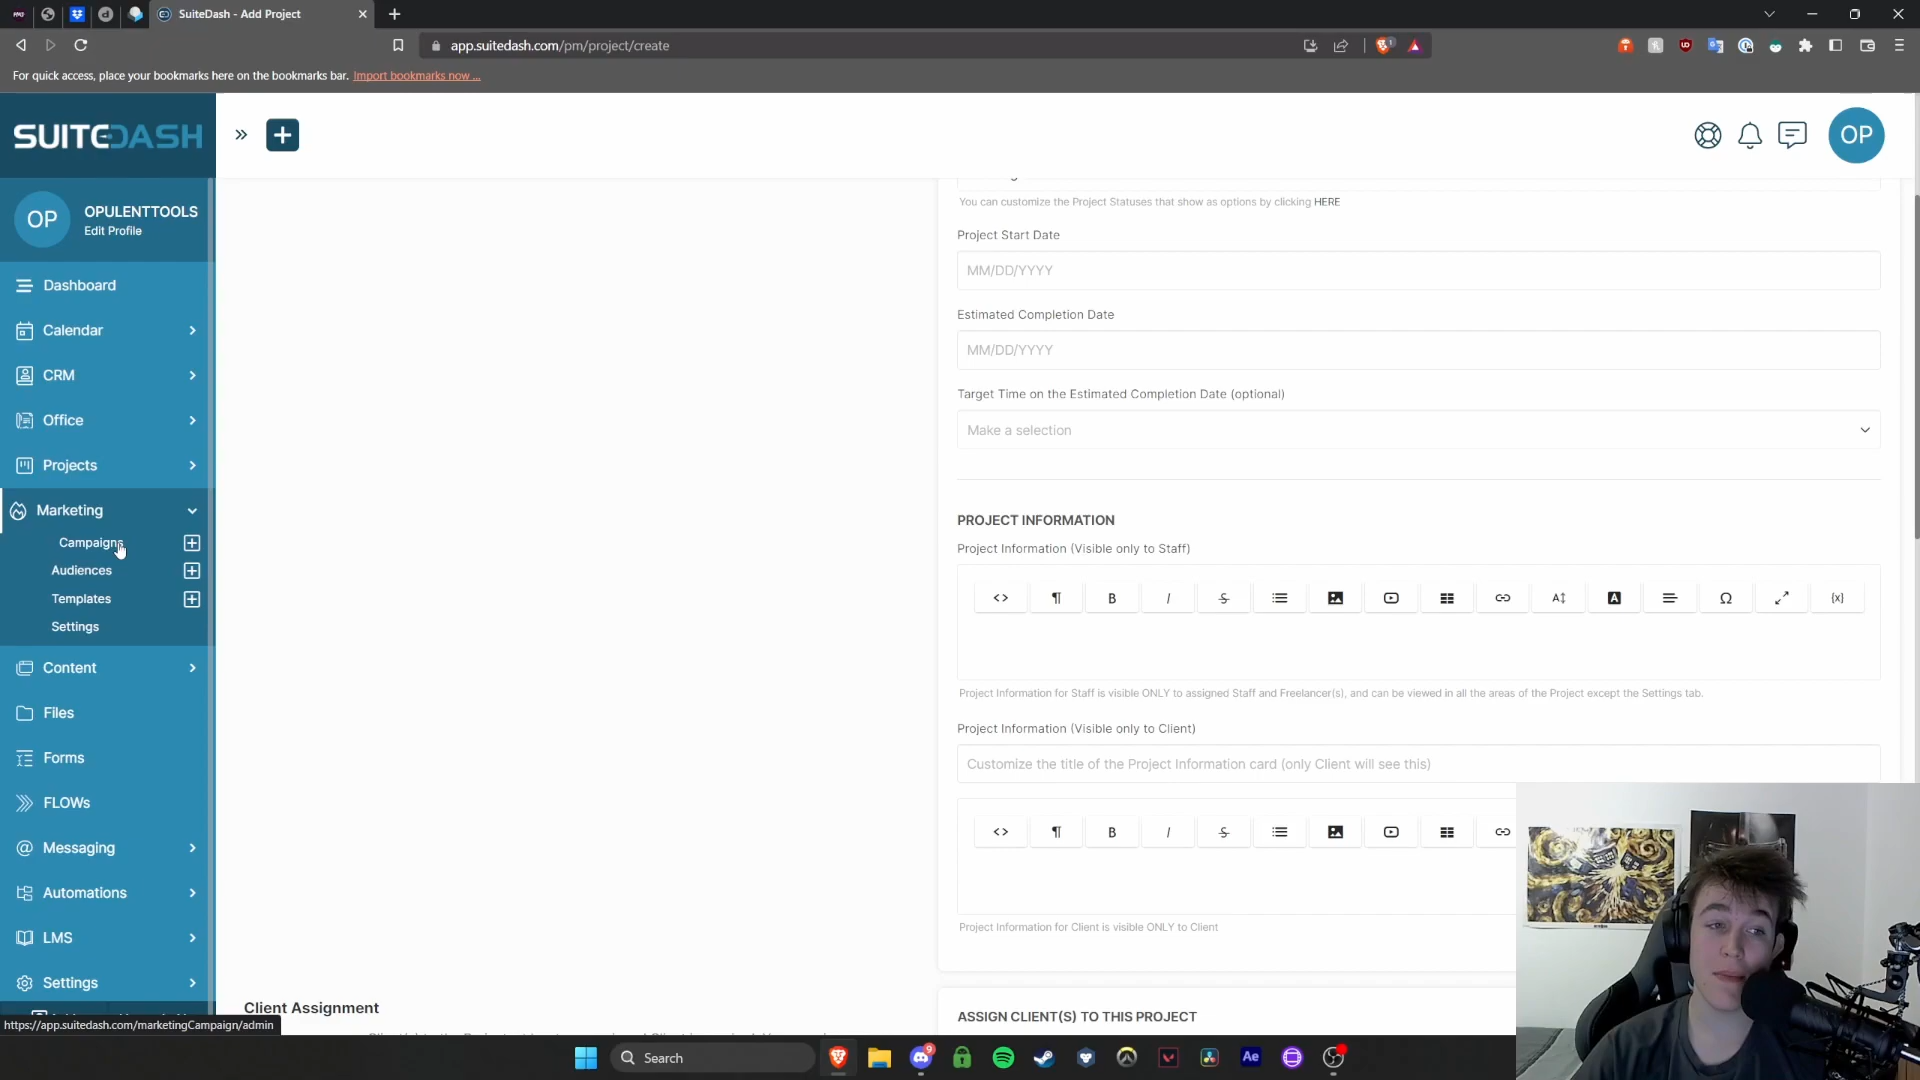 SuiteDash - Add Project
app.suitedash.com/pm/project/create
For quick access, place your bookmarks here on the bookmarks bar. Import bookmarks now ...
SUITEDASH
OP
OP
OPULENTTOOLS
Edit Profile
Dashboard
Calendar
CRM
Office
Projects
Marketing
Campaigns
Audiences
Templates
Settings
Content
Files
Forms
FLOWs
Messaging
Automations
LMS
Settings
https://app.suitedash.com/marketingCampaign/admin
You can customize the Project Statuses that show as options by clicking HERE
Project Start Date
MM/DD/YYYY
Estimated Completion Date
MM/DD/YYYY
Target Time on the Estimated Completion Date (optional)
Make a selection
PROJECT INFORMATION
Project Information (Visible only to Staff)
Project Information for Staff is visible ONLY to assigned Staff and Freelancer(s), and can be viewed in all the areas of the Project except the Settings tab.
Project Information (Visible only to Client)
Customize the title of the Project Information card (only Client will see this)
Project Information for Client is visible ONLY to Client
Client Assignment
ASSIGN CLIENT(S) TO THIS PROJECT
Search
9
Ae